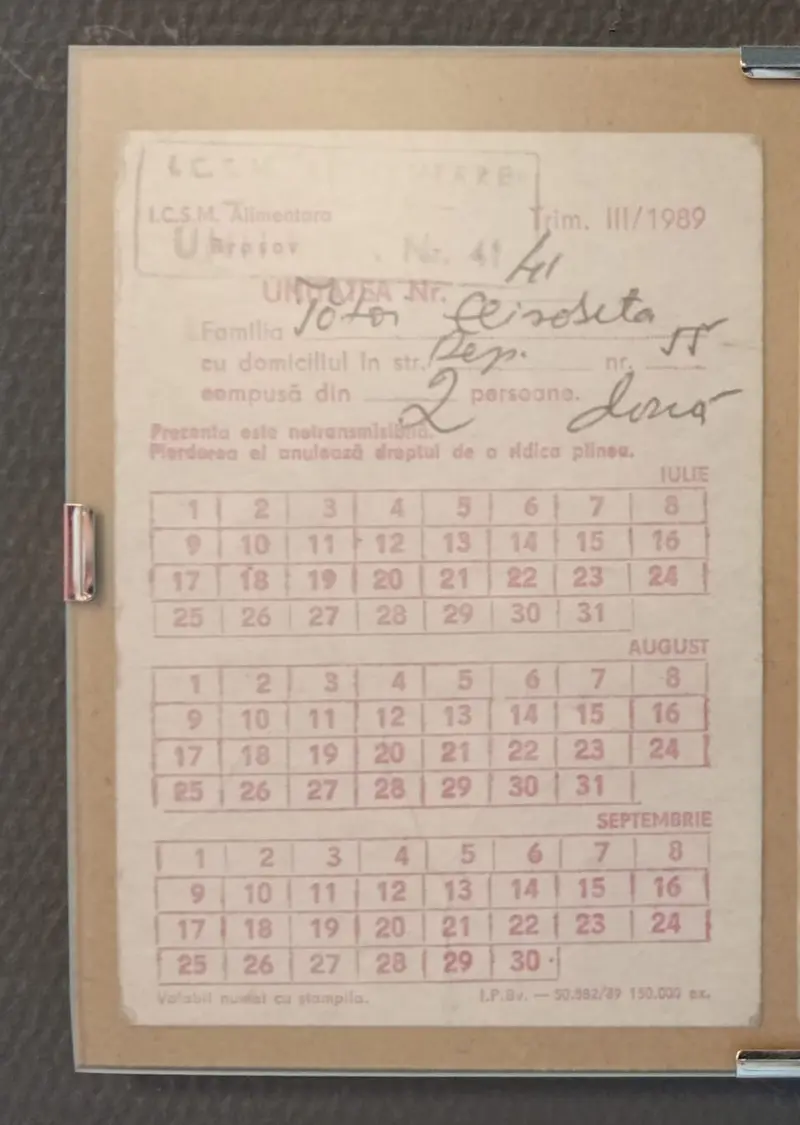 I.C.S.M. Alimentara
Brașov
Nr. 41
Trim. III/1989
UNITATEA Nr. 41
Familia
cu domiciliul în str. Rep. nr. 55
compusă din 2 persoane. două
Prezenta este netransmisibilă.
Pierderea ei anulează dreptul de a ridica pîinea.
IULIE
1 2 3 4 5 6 7 8
9 10 11 12 13 14 15 16
17 18 19 20 21 22 23 24
25 26 27 28 29 30 31
AUGUST
1 2 3 4 5 6 7 8
9 10 11 12 13 14 15 16
17 18 19 20 21 22 23 24
25 26 27 28 29 30 31
SEPTEMBRIE
1 2 3 4 5 6 7 8
9 10 11 12 13 14 15 16
17 18 19 20 21 22 23 24
25 26 27 28 29 30
Valabil numai cu ștampila.
I.P.Bv. — 50.882/89 150.000 ex.